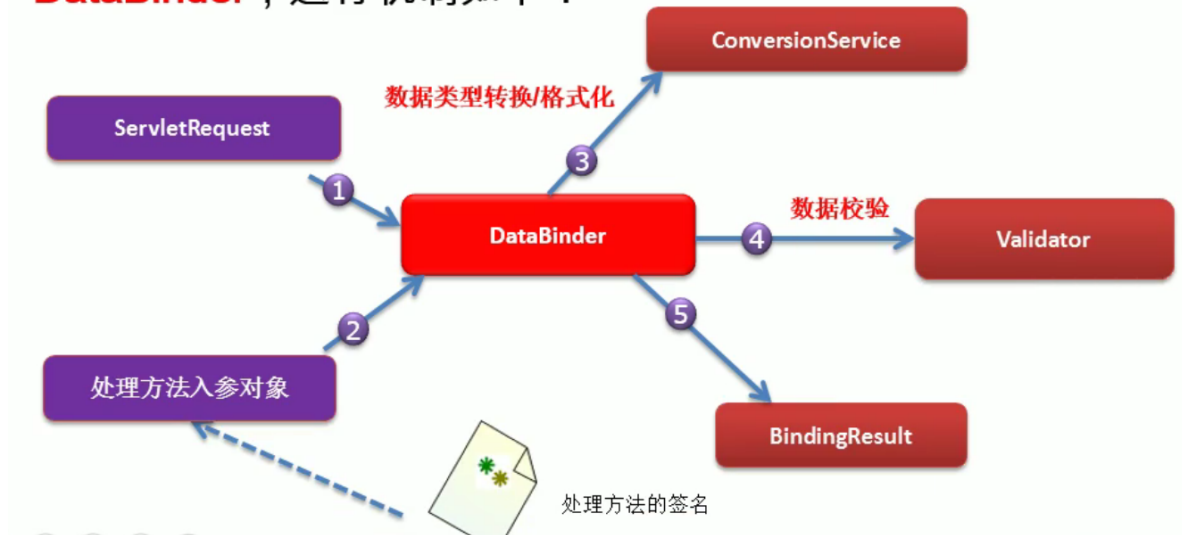 DataBinder
ConversionService
数据类型转换/格式化
ServletRequest
3
1
数据校验
DataBinder
4
Validator
2
5
处理方法入参对象
BindingResult
处理方法的签名